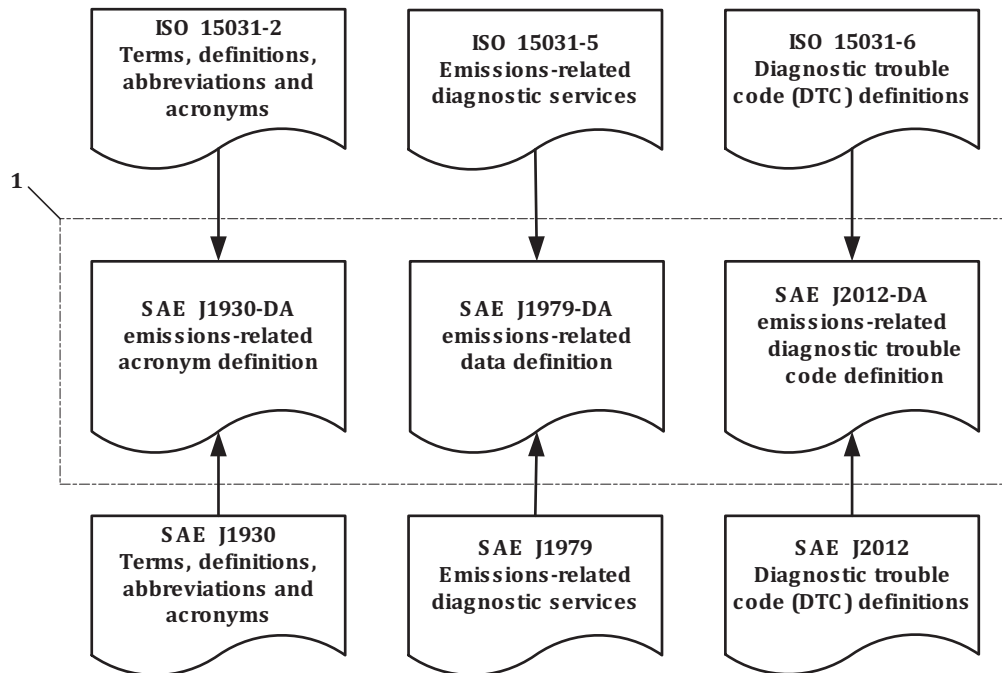 ISO 15031-2
Terms, definitions,
abbreviations and
acronyms
ISO 15031-5
Emissions-related
diagnostic services
ISO 15031-6
Diagnostic trouble
code (DTC) definitions
1
SAE J1930-DA
emissions-related
acronym definition
SAE J1979-DA
emissions-related
data definition
SAE J2012-DA
emissions-related
diagnostic trouble
code definition
SAE J1930
Terms, definitions,
abbreviations and
acronyms
SAE J1979
Emissions-related
diagnostic services
SAE J2012
Diagnostic trouble
code (DTC) definitions